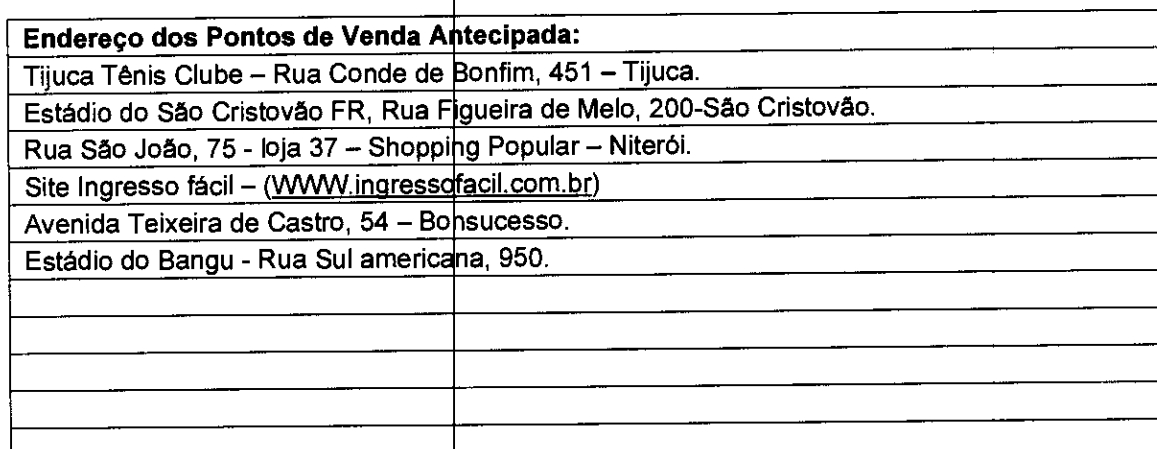 Endereço dos Pontos de Venda Antecipada:
Tijuca Tênis Clube – Rua Conde de Bonfim, 451 – Tijuca.
Estádio do São Cristovão FR, Rua Figueira de Melo, 200-São Cristovão.
Rua São João, 75 - loja 37 – Shopping Popular – Niterói.
Site Ingresso fácil – (WWW.ingressofacil.com.br)
Avenida Teixeira de Castro, 54 – Bonsucesso.
Estádio do Bangu - Rua Sul americana, 950.